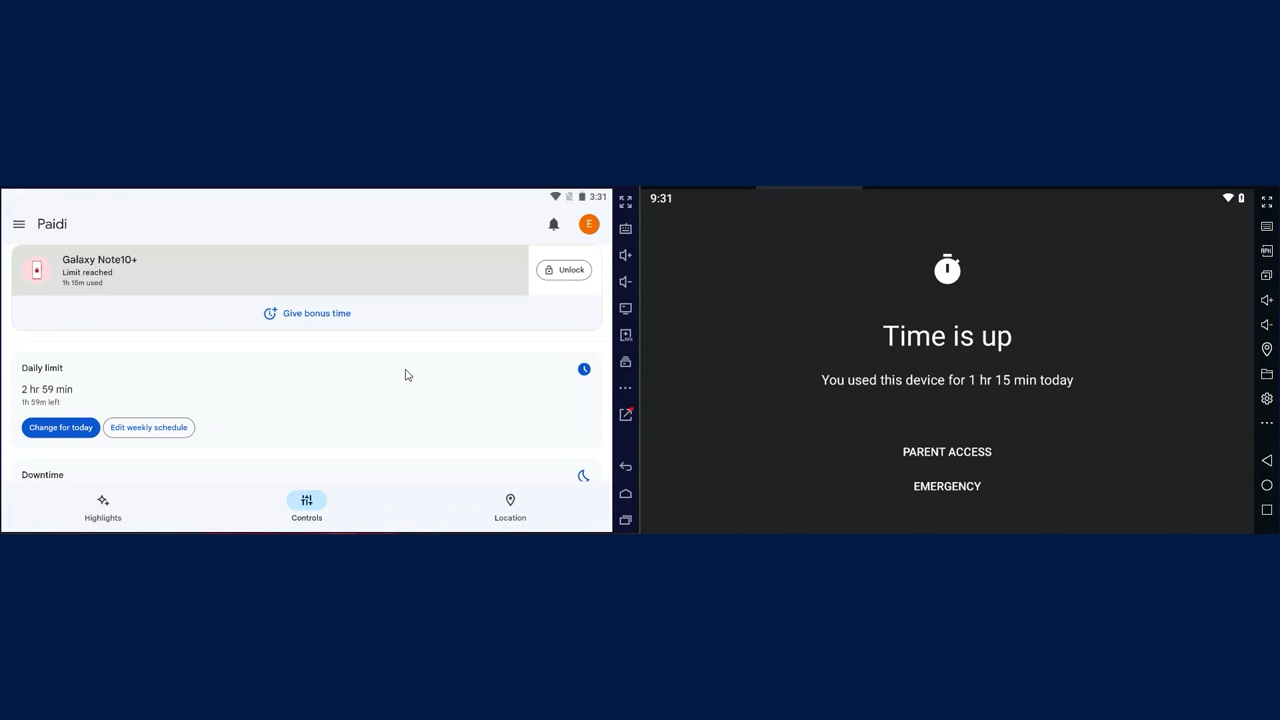 3:31
Paidi
E
Galaxy Note10+
Limit reached
1h 15m used
Unlock
Give bonus time
Daily limit
2 hr 59 min
1h 59m left
Change for today
Edit weekly schedule
Downtime
Highlights
Controls
Location
9:31
Time is up
You used this device for 1 hr 15 min today
PARENT ACCESS
EMERGENCY